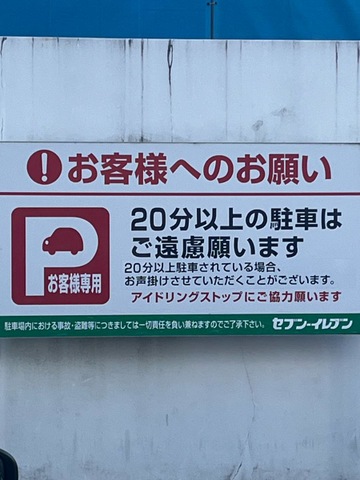 ！お客様へのお願い
P
お客様専用
20分以上の駐車は
ご遠慮願います
20分以上駐車されている場合、
お声掛けさせていただくことがございます。
アイドリングストップにご協力願います
駐車場内における事故・盗難等につきましては一切責任を負い兼ねますのでご了承下さい。
セブン-イレブン